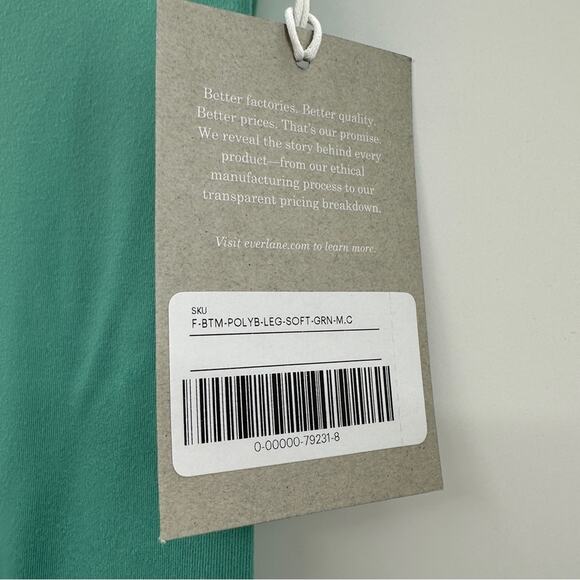 Better factories. Better quality.
Better prices. That's our promise.
We reveal the story behind every
product—from our ethical
manufacturing process to our
transparent pricing breakdown.
Visit everlane.com to learn more.
SKU
F-BTM-POLYB-LEG-SOFT-GRN-M.C
0-00000-79231-8